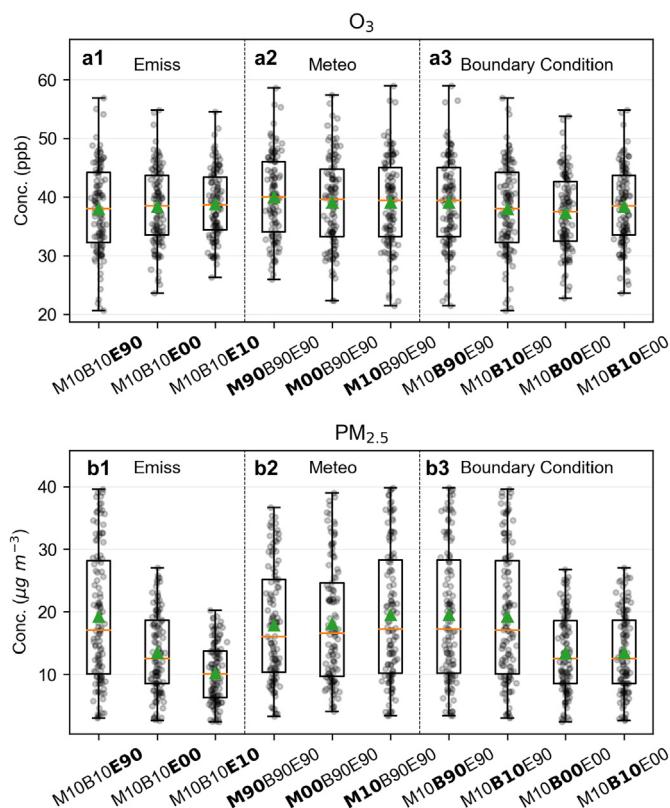 O₃
a1 Emiss a2 Meteo a3 Boundary Condition
Conc. (ppb)
60
50
40
30
20
M10B10E90 M10B10E00 M10B10E10 M90B90E90 M00B90E90 M10B90E90 M10B90E90 M10B10E90 M10B00E00 M10B10E00
PM₂.₅
b1 Emiss b2 Meteo b3 Boundary Condition
Conc. (μg m⁻³)
40
30
20
10
M10B10E90 M10B10E00 M10B10E10 M90B90E90 M00B90E90 M10B90E90 M10B90E90 M10B10E90 M10B00E00 M10B10E00